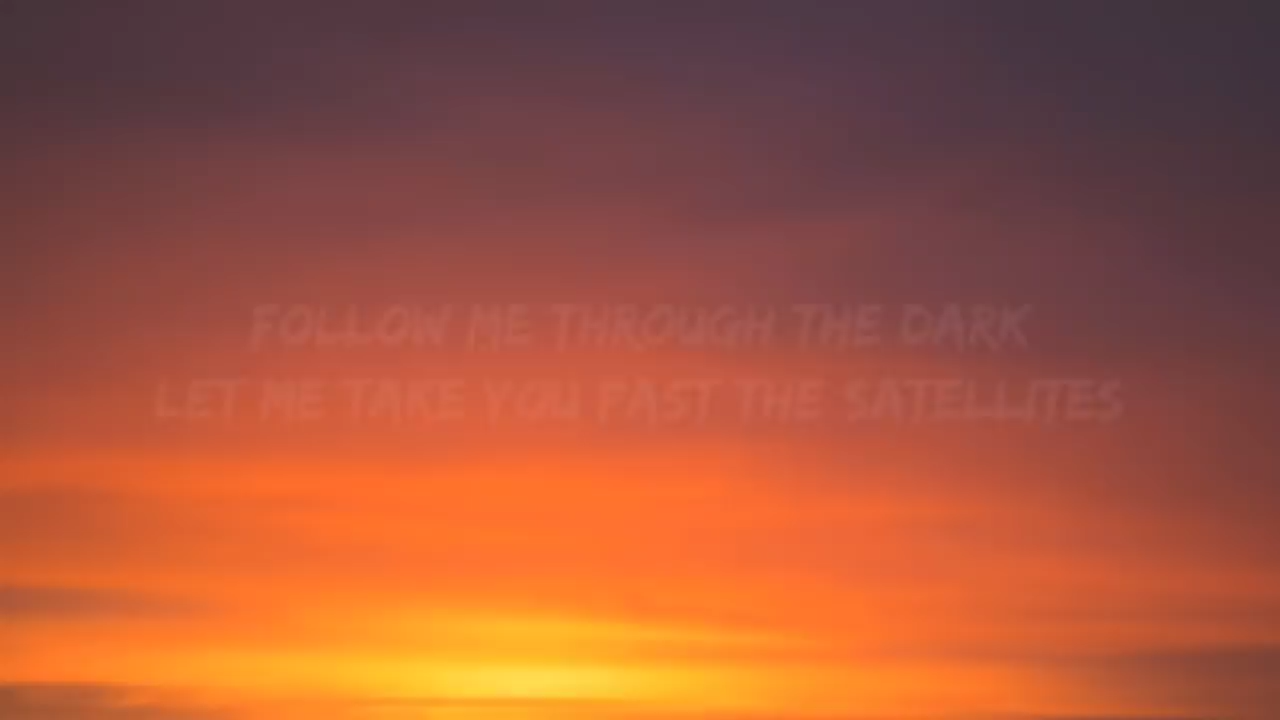 FOLLOW ME THROUGH THE DARK
LET ME TAKE YOU PAST THE SATELLITES